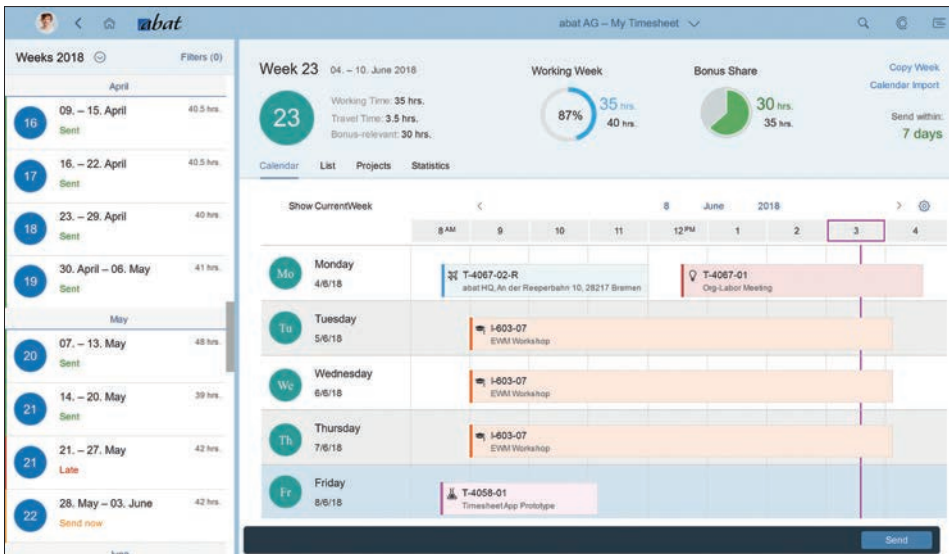 abat
abat AG – My Timesheet
Weeks 2018
Filters (0)
April
16
09. – 15. April
40.5 hrs.
Sent
17
16. – 22. April
40.5 hrs.
Sent
18
23. – 29. April
40 hrs.
Sent
19
30. April – 06. May
41 hrs.
Sent
May
20
07. – 13. May
48 hrs.
Sent
21
14. – 20. May
39 hrs.
Sent
21
21. – 27. May
42 hrs.
Late
22
28. May – 03. June
42 hrs.
Send now
June
Week 23 04. – 10. June 2018
23
Working Time: 35 hrs.
Travel Time: 3.5 hrs.
Bonus-relevant: 30 hrs.
Working Week
87%
35 hrs.
40 hrs.
Bonus Share
30 hrs.
35 hrs.
Copy Week
Calendar Import
Send within:
7 days
Calendar List Projects Statistics
Show CurrentWeek
8 June 2018
8 AM 9 10 11 12 PM 1 2 3 4
Mo
Monday
4/6/18
T-4067-02-R
abat HQ, An der Reeperbahn 10, 28217 Bremen
T-4067-01
Org-Labor Meeting
Tu
Tuesday
5/6/18
I-603-07
EWM Workshop
We
Wednesday
6/6/18
I-603-07
EWM Workshop
Th
Thursday
7/6/18
I-603-07
EWM Workshop
Fr
Friday
8/6/18
T-4058-01
TimesheetApp Prototype
Send